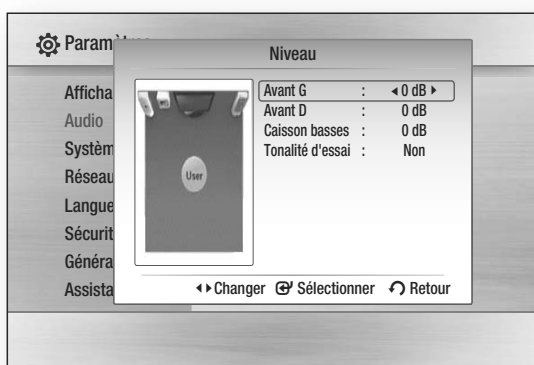 Param
Niveau
Afficha
Audio
Systèm
Réseau
Langue
Sécurit
Généra
Assista
User
Avant G : ◀ 0 dB ▶
Avant D : 0 dB
Caisson basses : 0 dB
Tonalité d'essai : Non
◀▶ Changer Sélectionner Retour